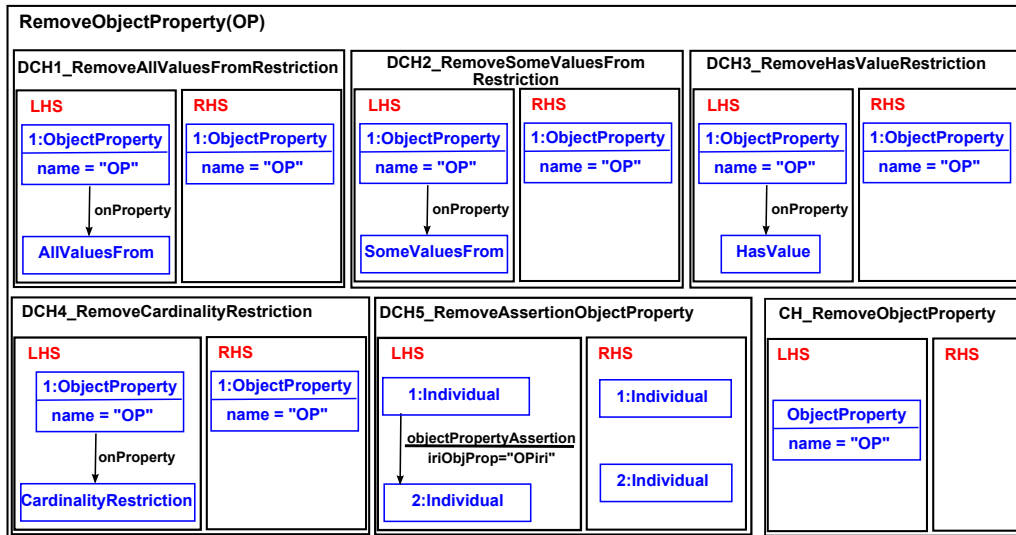 RemoveObjectProperty(OP)
DCH1_RemoveAllValuesFromRestriction
LHS
1:ObjectProperty
name = "OP"
onProperty
AllValuesFrom
RHS
1:ObjectProperty
name = "OP"
DCH2_RemoveSomeValuesFrom
Restriction
LHS
1:ObjectProperty
name = "OP"
onProperty
SomeValuesFrom
RHS
1:ObjectProperty
name = "OP"
DCH3_RemoveHasValueRestriction
LHS
1:ObjectProperty
name = "OP"
onProperty
HasValue
RHS
1:ObjectProperty
name = "OP"
DCH4_RemoveCardinalityRestriction
LHS
1:ObjectProperty
name = "OP"
onProperty
CardinalityRestriction
RHS
1:ObjectProperty
name = "OP"
DCH5_RemoveAssertionObjectProperty
LHS
1:Individual
objectPropertyAssertion
iriObjProp="OPiri"
2:Individual
RHS
1:Individual
2:Individual
CH_RemoveObjectProperty
LHS
ObjectProperty
name = "OP"
RHS